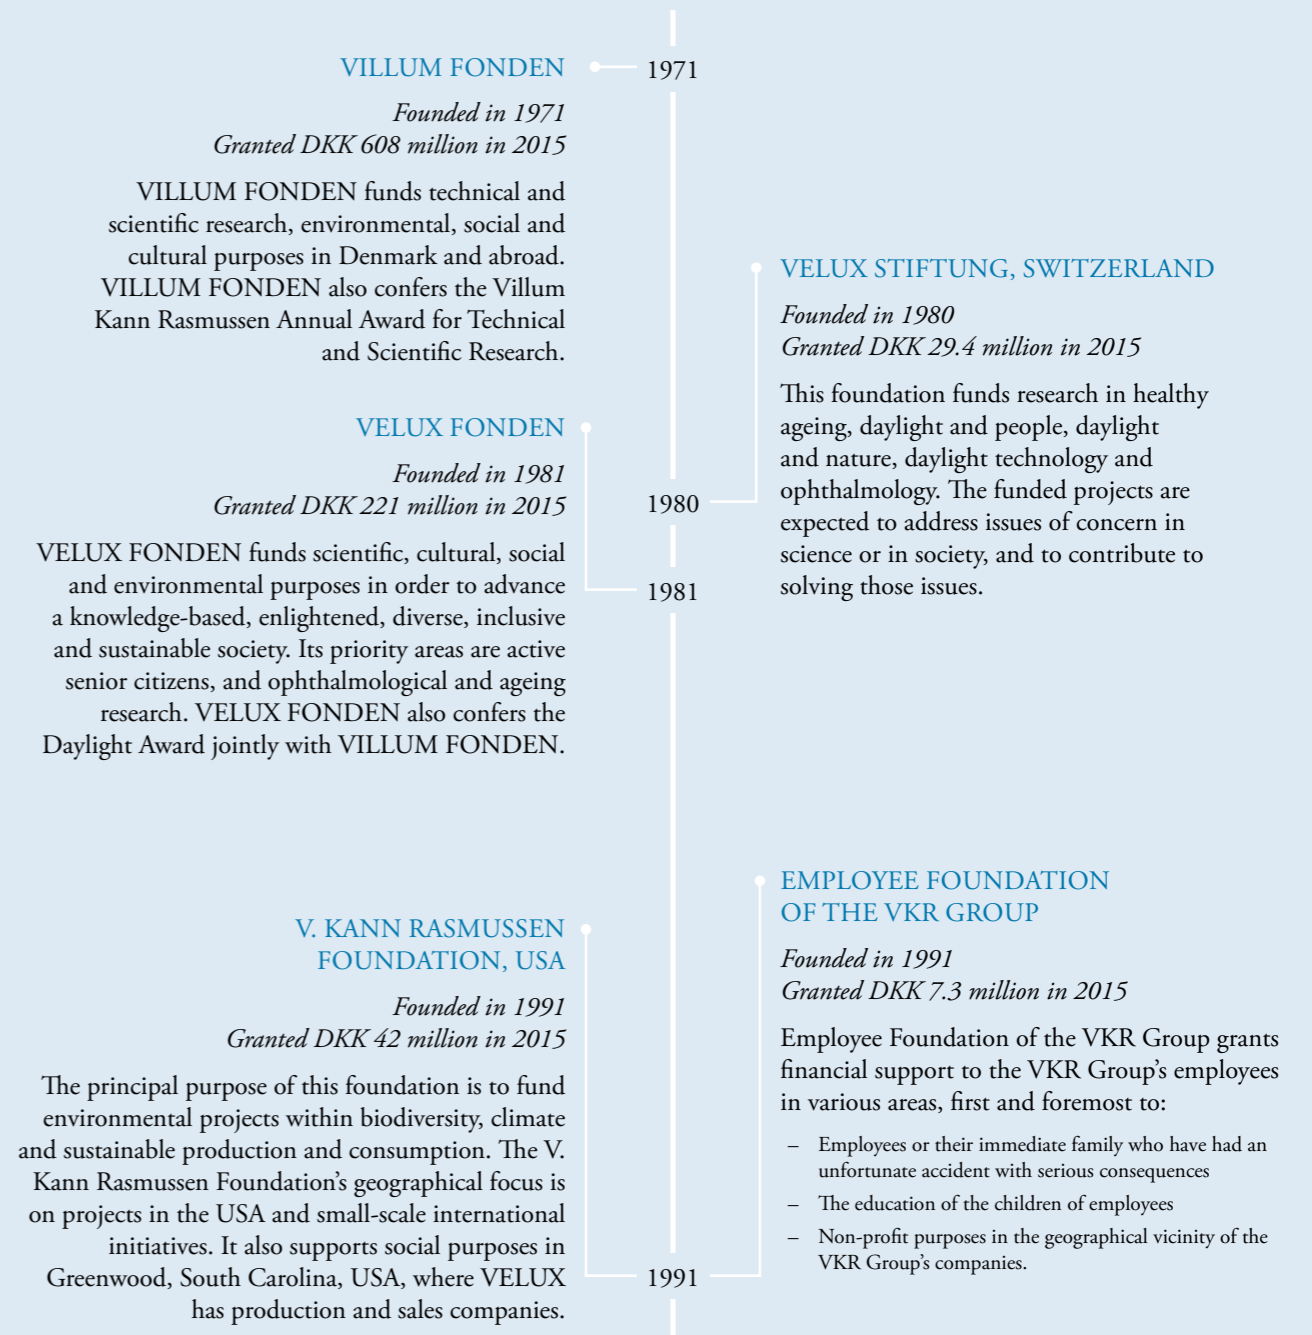 VILLUM FONDEN
1971
Founded in 1971
Granted DKK 608 million in 2015
VILLUM FONDEN funds technical and
scientific research, environmental, social and
cultural purposes in Denmark and abroad.
VILLUM FONDEN also confers the Villum
Kann Rasmussen Annual Award for Technical
and Scientific Research.
VELUX STIFTUNG, SWITZERLAND
Founded in 1980
Granted DKK 29.4 million in 2015
This foundation funds research in healthy
ageing, daylight and people, daylight
and nature, daylight technology and
ophthalmology. The funded projects are
expected to address issues of concern in
science or in society, and to contribute to
solving those issues.
1980
VELUX FONDEN
Founded in 1981
Granted DKK 221 million in 2015
VELUX FONDEN funds scientific, cultural, social
and environmental purposes in order to advance
a knowledge-based, enlightened, diverse, inclusive
and sustainable society. Its priority areas are active
senior citizens, and ophthalmological and ageing
research. VELUX FONDEN also confers the
Daylight Award jointly with VILLUM FONDEN.
1981
V. KANN RASMUSSEN
FOUNDATION, USA
Founded in 1991
Granted DKK 42 million in 2015
The principal purpose of this foundation is to fund
environmental projects within biodiversity, climate
and sustainable production and consumption. The V.
Kann Rasmussen Foundation's geographical focus is
on projects in the USA and small-scale international
initiatives. It also supports social purposes in
Greenwood, South Carolina, USA, where VELUX
has production and sales companies.
1991
EMPLOYEE FOUNDATION
OF THE VKR GROUP
Founded in 1991
Granted DKK 7.3 million in 2015
Employee Foundation of the VKR Group grants
financial support to the VKR Group's employees
in various areas, first and foremost to:
– Employees or their immediate family who have had an
unfortunate accident with serious consequences
– The education of the children of employees
– Non-profit purposes in the geographical vicinity of the
VKR Group's companies.